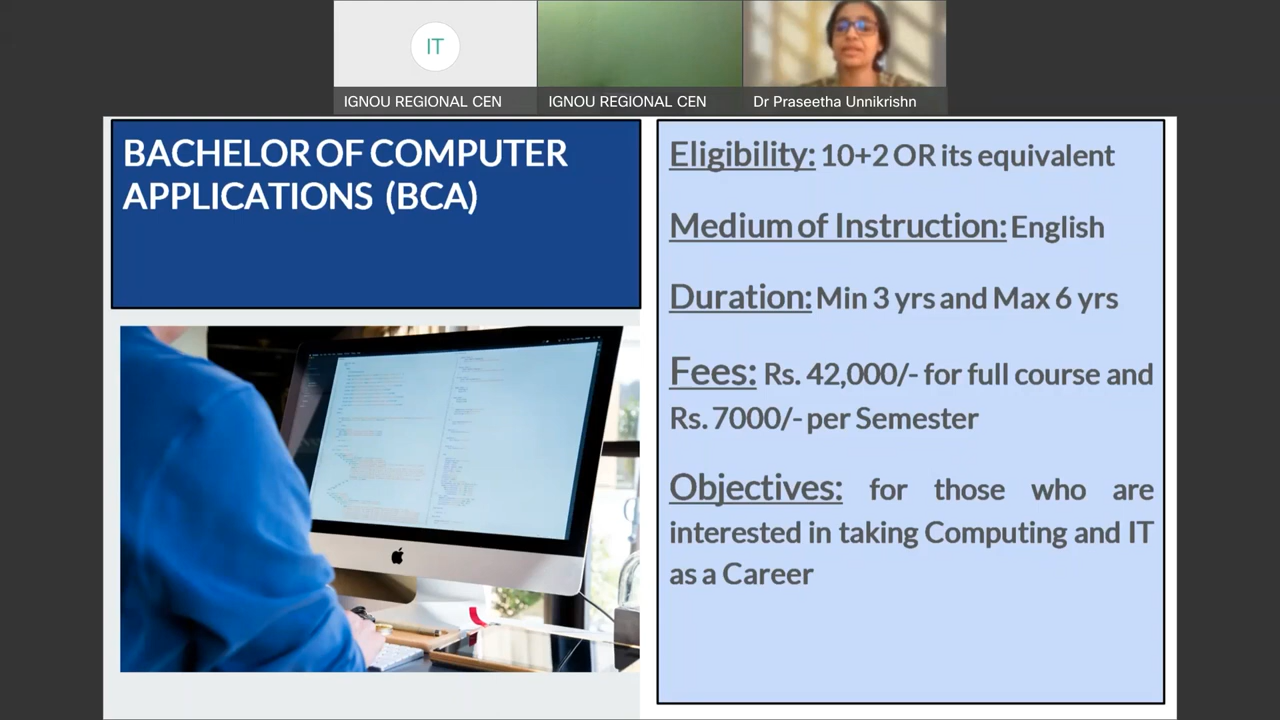 IT
IGNOU REGIONAL CEN
IGNOU REGIONAL CEN
Dr Praseetha Unnikrishn
BACHELOR OF COMPUTER
APPLICATIONS (BCA)
Eligibility: 10+2 OR its equivalent
Medium of Instruction: English
Duration: Min 3 yrs and Max 6 yrs
Fees: Rs. 42,000/- for full course and
Rs. 7000/- per Semester
Objectives: for those who are
interested in taking Computing and IT
as a Career